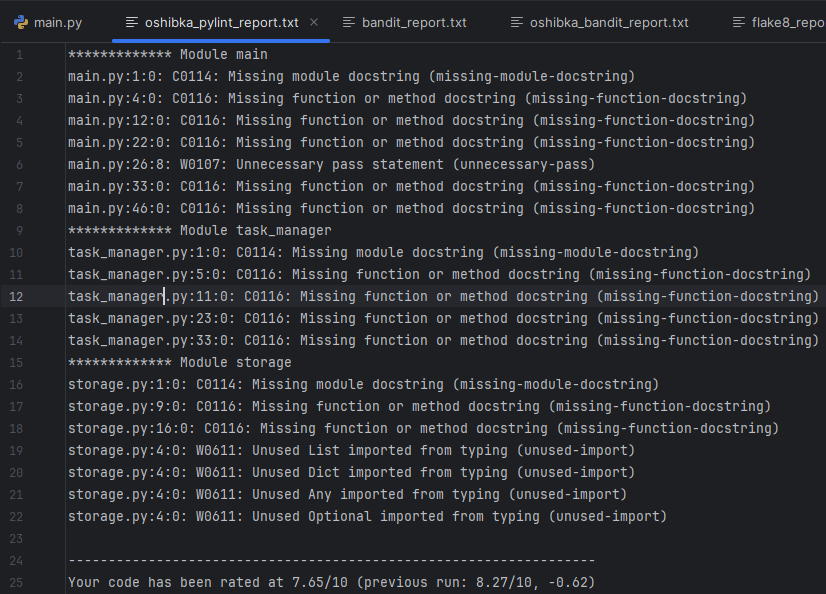 main.py oshibka_pylint_report.txt bandit_report.txt oshibka_bandit_report.txt flake8_repo
1 ************* Module main
2 main.py:1:0: C0114: Missing module docstring (missing-module-docstring)
3 main.py:4:0: C0116: Missing function or method docstring (missing-function-docstring)
4 main.py:12:0: C0116: Missing function or method docstring (missing-function-docstring)
5 main.py:22:0: C0116: Missing function or method docstring (missing-function-docstring)
6 main.py:26:8: W0107: Unnecessary pass statement (unnecessary-pass)
7 main.py:33:0: C0116: Missing function or method docstring (missing-function-docstring)
8 main.py:46:0: C0116: Missing function or method docstring (missing-function-docstring)
9 ************* Module task_manager
10 task_manager.py:1:0: C0114: Missing module docstring (missing-module-docstring)
11 task_manager.py:5:0: C0116: Missing function or method docstring (missing-function-docstring)
12 task_manager.py:11:0: C0116: Missing function or method docstring (missing-function-docstring)
13 task_manager.py:23:0: C0116: Missing function or method docstring (missing-function-docstring)
14 task_manager.py:33:0: C0116: Missing function or method docstring (missing-function-docstring)
15 ************* Module storage
16 storage.py:1:0: C0114: Missing module docstring (missing-module-docstring)
17 storage.py:9:0: C0116: Missing function or method docstring (missing-function-docstring)
18 storage.py:16:0: C0116: Missing function or method docstring (missing-function-docstring)
19 storage.py:4:0: W0611: Unused List imported from typing (unused-import)
20 storage.py:4:0: W0611: Unused Dict imported from typing (unused-import)
21 storage.py:4:0: W0611: Unused Any imported from typing (unused-import)
22 storage.py:4:0: W0611: Unused Optional imported from typing (unused-import)
23
24 ------------------------------------------------------------------
25 Your code has been rated at 7.65/10 (previous run: 8.27/10, -0.62)